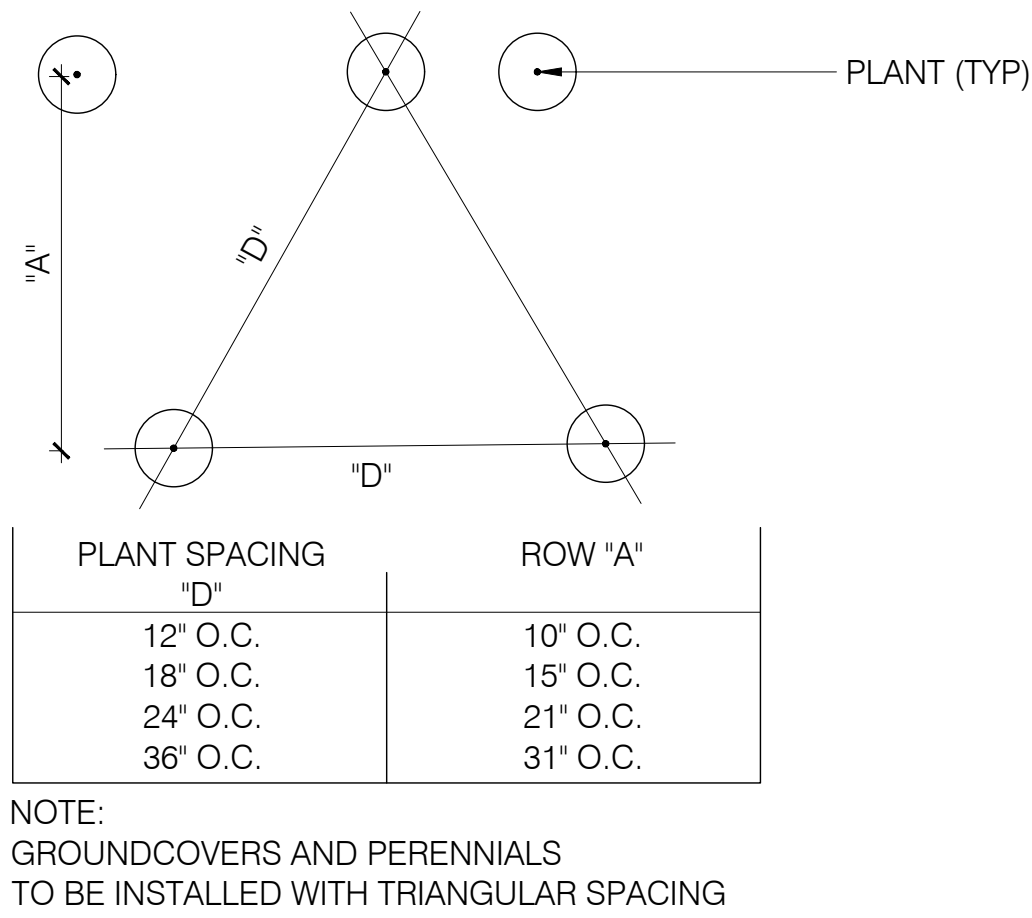 PLANT (TYP)
"A"
"D"
"D"
PLANT SPACING ROW "A"
"D"
12" O.C. 10" O.C.
18" O.C. 15" O.C.
24" O.C. 21" O.C.
36" O.C. 31" O.C.
NOTE:
GROUNDCOVERS AND PERENNIALS
TO BE INSTALLED WITH TRIANGULAR SPACING